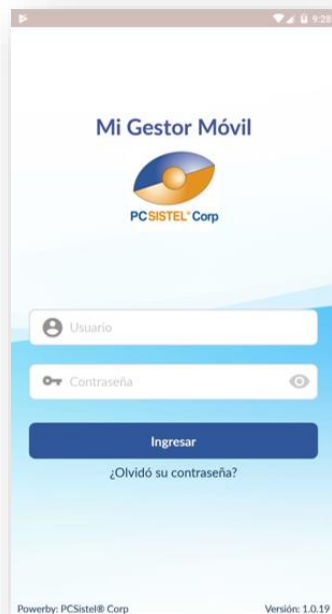 9:28
Mi Gestor Móvil
PCSISTEL® Corp
Usuario
Contraseña
Ingresar
¿Olvidó su contraseña?
Powerby: PCSistel® Corp
Versión: 1.0.19